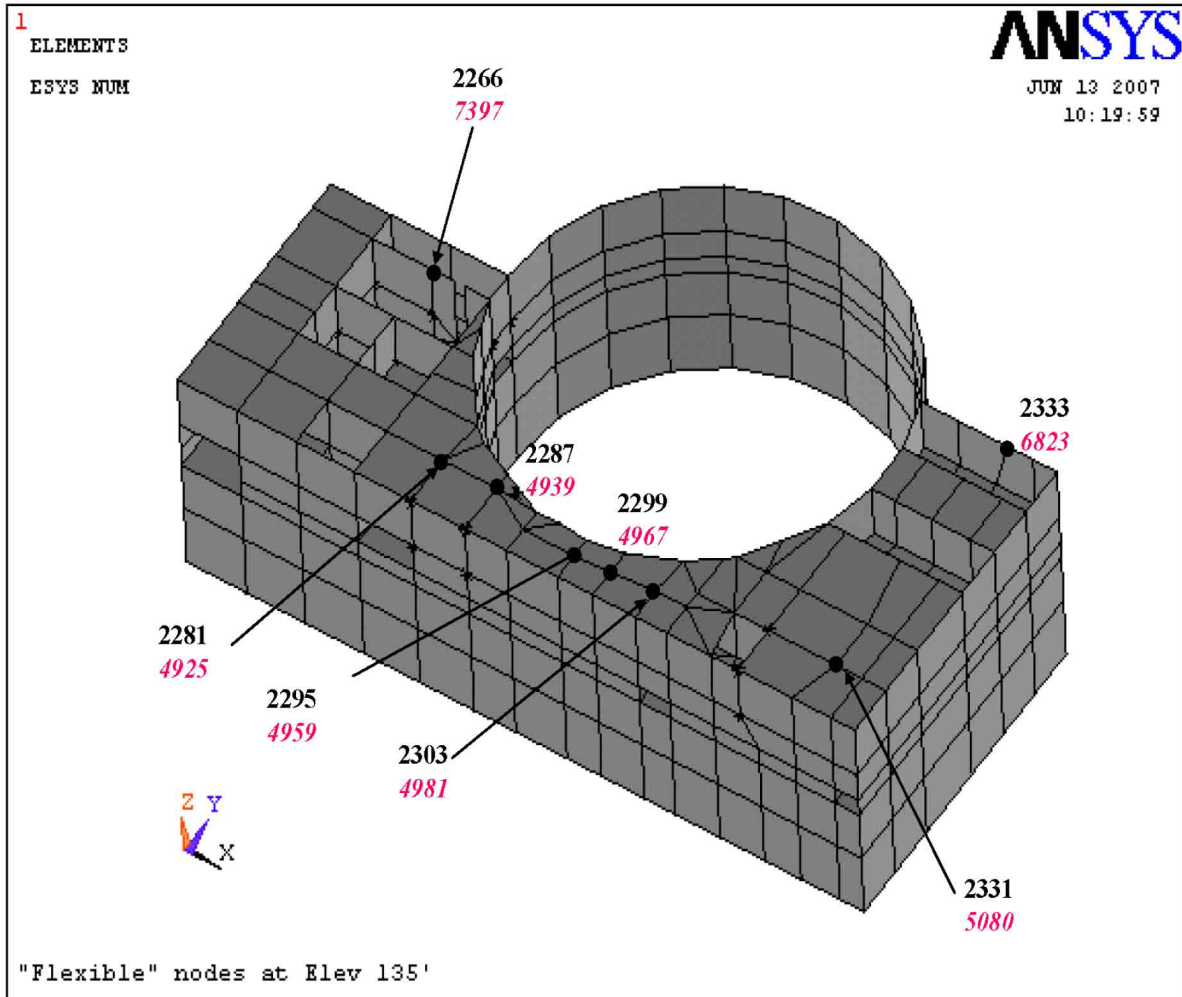 1
ELEMENTS
ESYS NUM
ANSYS
JUN 13 2007
10:19:59
2266
7397
2333
6823
2287
4939
2299
4967
2281
4925
2295
4959
2303
4981
2331
5080
Z Y
X
"Flexible" nodes at Elev 135'